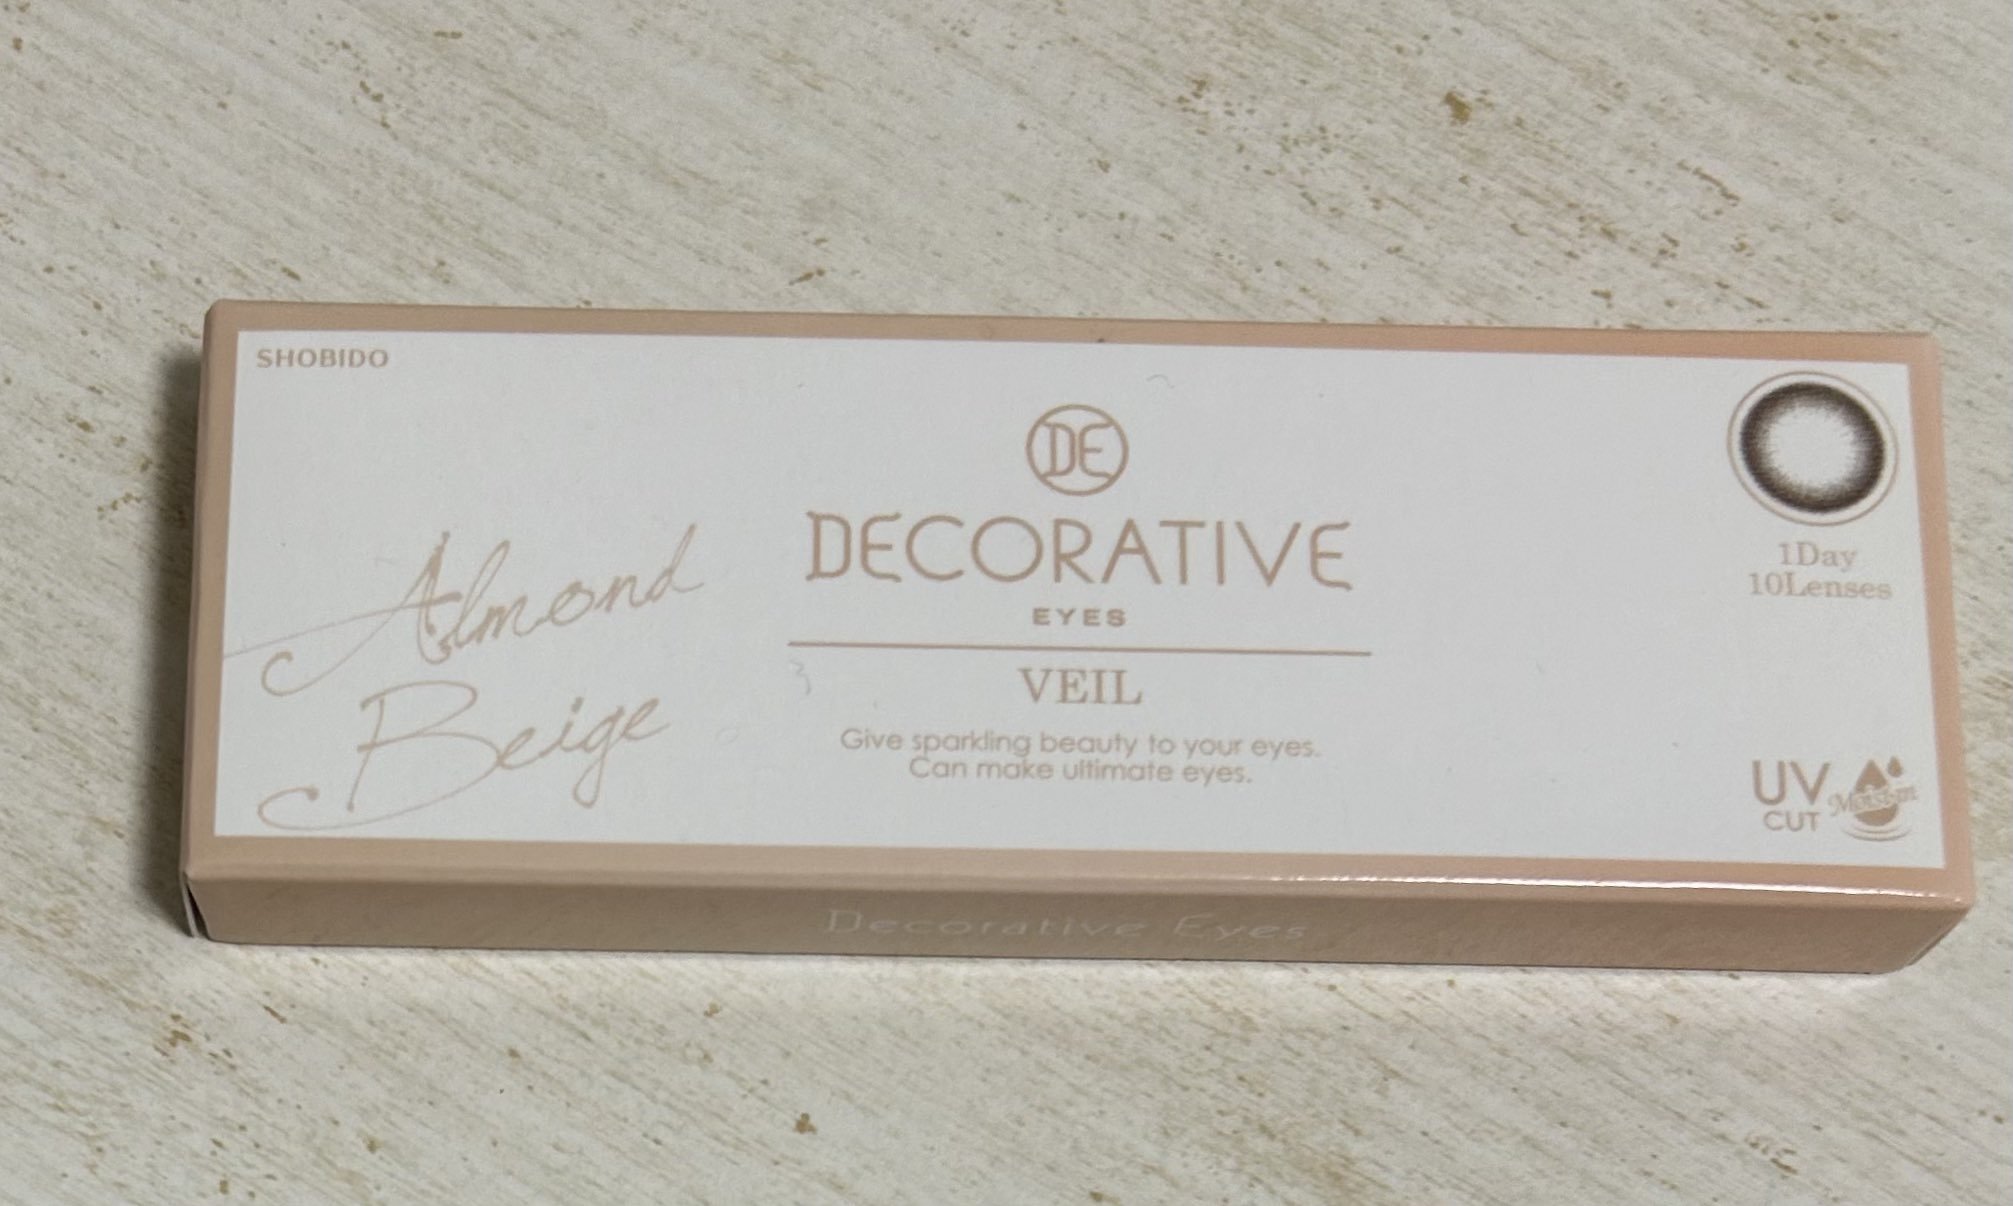 SHOBIDO
DE
DECORATIVE
EYES
VEIL
Give sparkling beauty to your eyes.
Can make ultimate eyes.
Almond
Beige
1Day
10Lenses
UV
CUT
Decorative Eyes